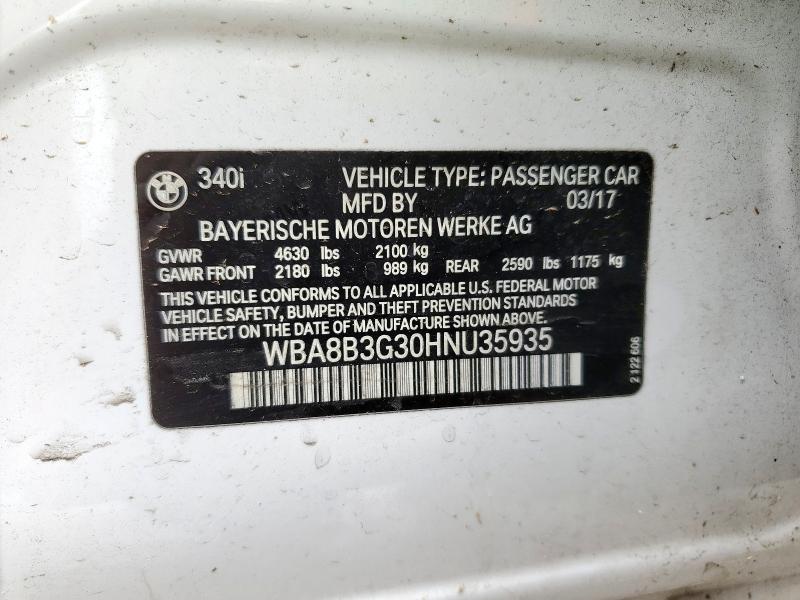 340i VEHICLE TYPE: PASSENGER CAR
MFD BY 03/17
BAYERISCHE MOTOREN WERKE AG
GVWR 4630 lbs 2100 kg
GAWR FRONT 2180 lbs 989 kg REAR 2590 lbs 1175 kg
THIS VEHICLE CONFORMS TO ALL APPLICABLE U.S. FEDERAL MOTOR
VEHICLE SAFETY, BUMPER AND THEFT PREVENTION STANDARDS
IN EFFECT ON THE DATE OF MANUFACTURE SHOWN ABOVE.
WBA8B3G30HNU35935
2 122 606